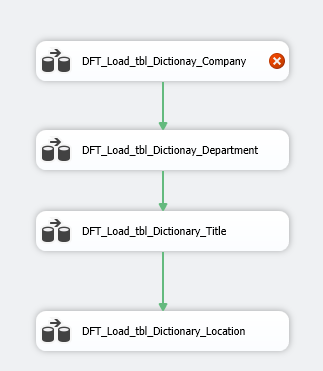 DFT_Load_tbl_Dictionay_Company
DFT_Load_tbl_Dictionay_Department
DFT_Load_tbl_Dictionary_Title
DFT_Load_tbl_Dictionary_Location